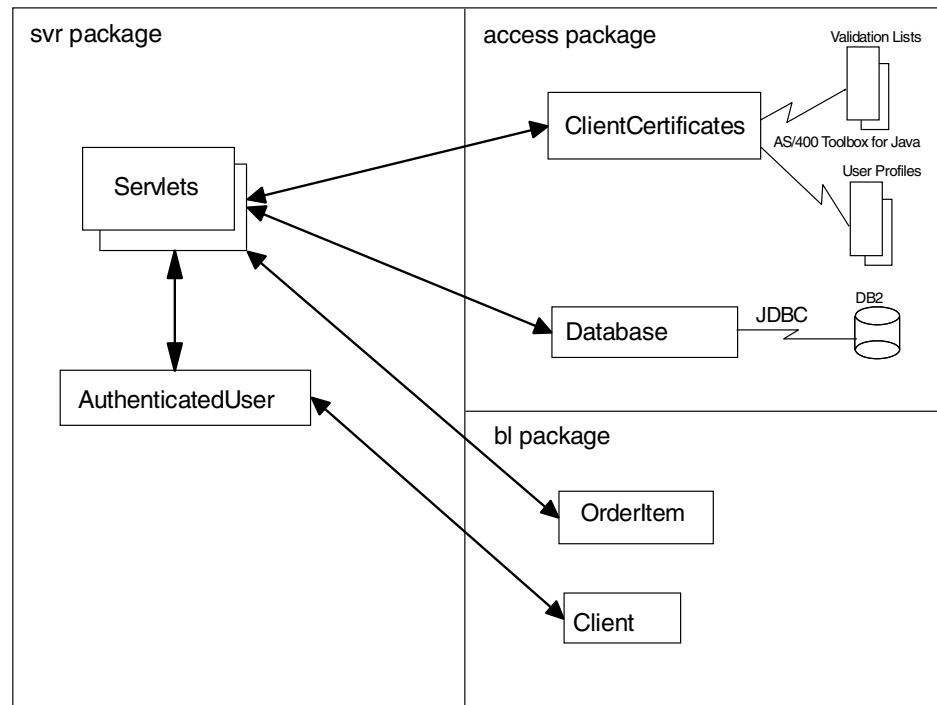 svr package
Servlets
AuthenticatedUser
access package
Validation Lists
ClientCertificates
AS/400 Toolbox for Java
User Profiles
Database
JDBC
DB2
bl package
OrderItem
Client